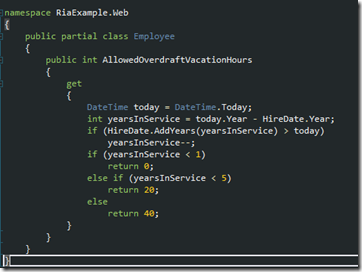 namespace RiaExample.Web
{
    public partial class Employee
    {
        public int AllowedOverdraftVacationHours
        {
            get
            {
                DateTime today = DateTime.Today;
                int yearsInService = today.Year - HireDate.Year;
                if (HireDate.AddYears(yearsInService) > today)
                    yearsInService--;
                if (yearsInService < 1)
                    return 0;
                else if (yearsInService < 5)
                    return 20;
                else
                    return 40;
            }
        }
    }
}